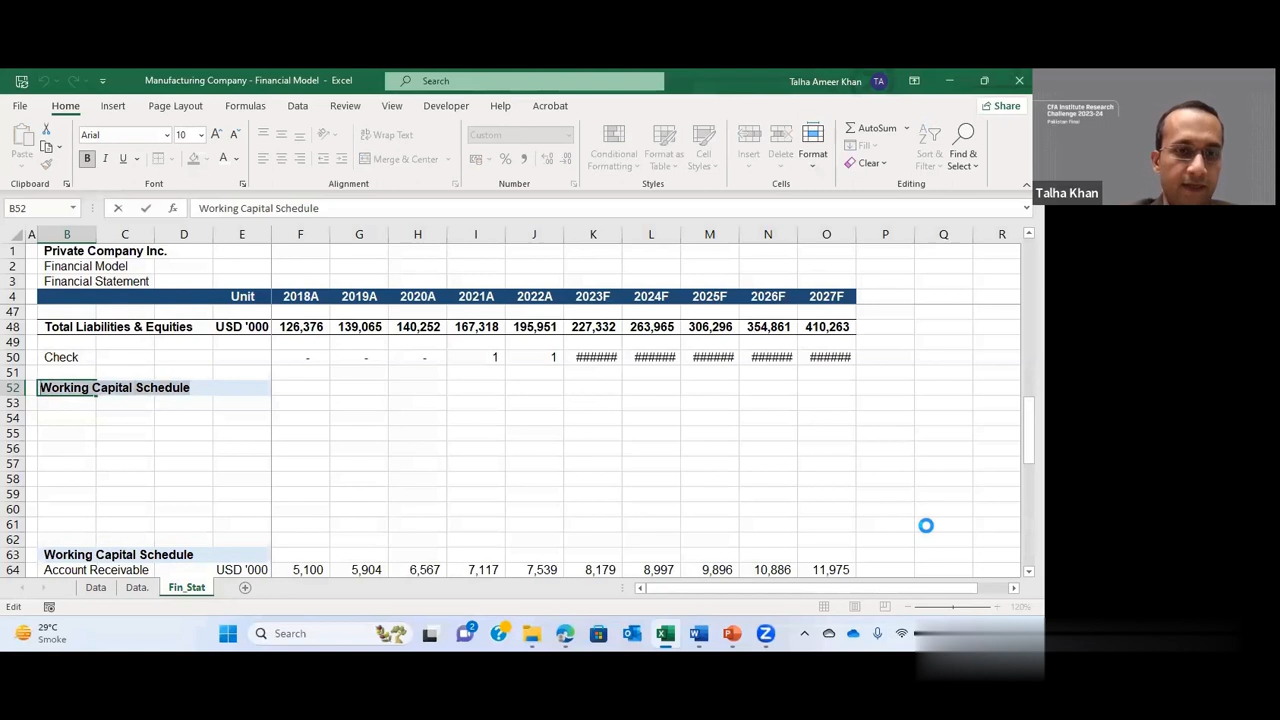 Manufacturing Company - Financial Model - Excel
Search
Talha Ameer Khan TA
File Home Insert Page Layout Formulas Data Review View Developer Help Acrobat Share
Paste
Arial 10 A A
Wrap Text
Custom
Merge & Center
B I U
Conditional Formatting
Format as Table
Cell Styles
Insert Delete Format
AutoSum
Fill
Clear
Sort & Filter
Find & Select
Clipboard Font Alignment Number Styles Cells Editing
CFA Institute Research
Challenge 2023-24
Pakistan Final
Talha Khan
B52 fx Working Capital Schedule
A B C D E F G H I J K L M N O P Q R
1 Private Company Inc.
2 Financial Model
3 Financial Statement
4 Unit 2018A 2019A 2020A 2021A 2022A 2023F 2024F 2025F 2026F 2027F
47
48 Total Liabilities & Equities USD '000 126,376 139,065 140,252 167,318 195,951 227,332 263,965 306,296 354,861 410,263
49
50 Check - - - 1 1 ###### ###### ###### ###### ######
51
52 Working Capital Schedule
53
54
55
56
57
58
59
60
61
62
63 Working Capital Schedule
64 Account Receivable USD '000 5,100 5,904 6,567 7,117 7,539 8,179 8,997 9,896 10,886 11,975
Data Data. Fin_Stat
Edit
120%
29°C
Smoke
Search
2